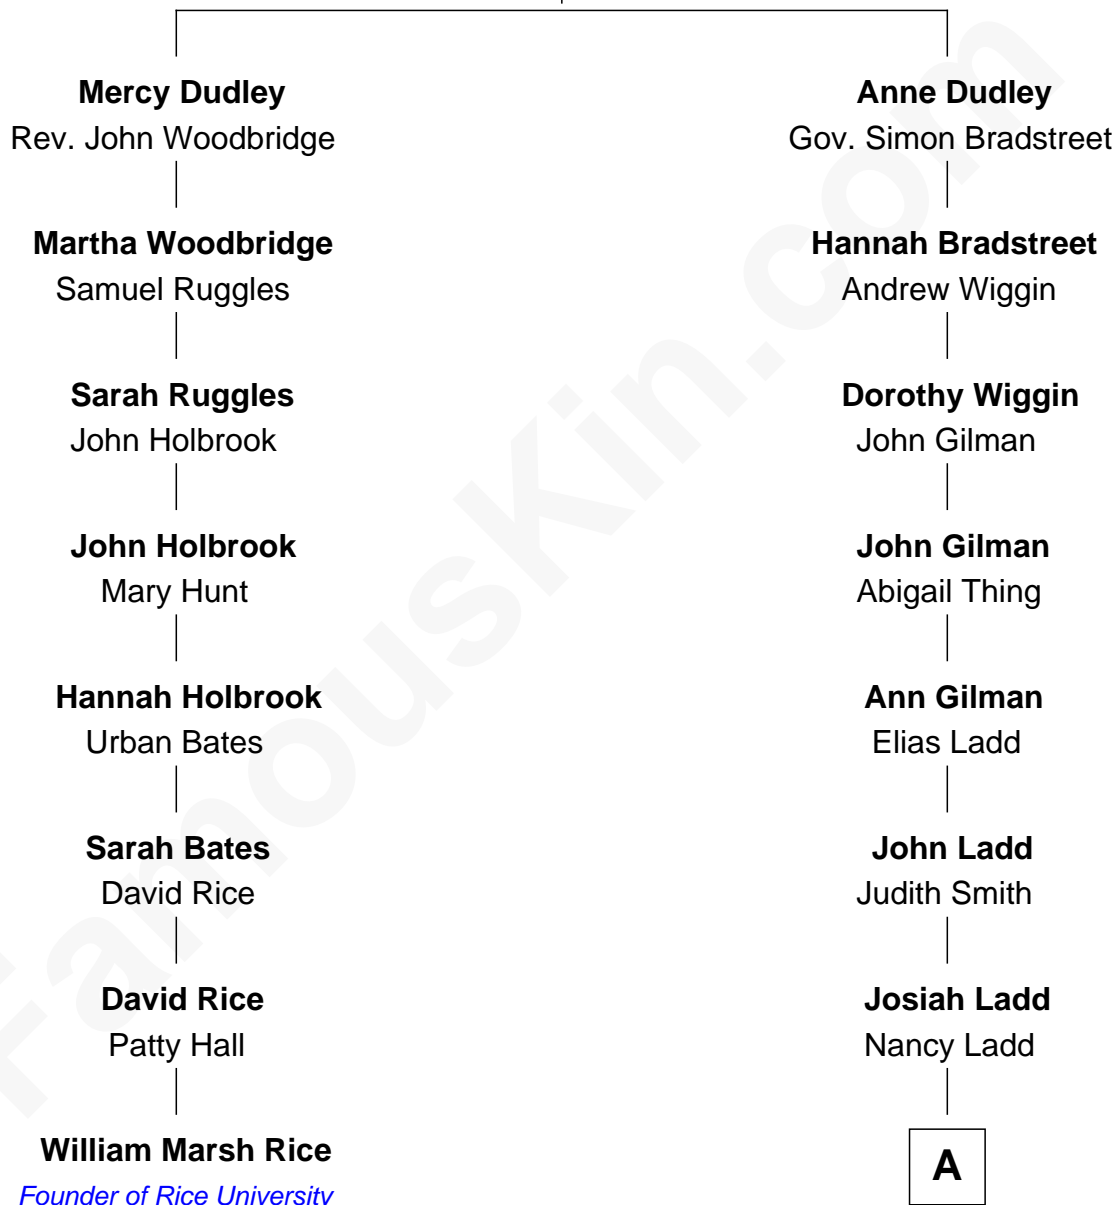 Mercy Dudley
Rev. John Woodbridge
Martha Woodbridge
Samuel Ruggles
Sarah Ruggles
John Holbrook
John Holbrook
Mary Hunt
Hannah Holbrook
Urban Bates
Sarah Bates
David Rice
David Rice
Patty Hall
William Marsh Rice
Founder of Rice University
Anne Dudley
Gov. Simon Bradstreet
Hannah Bradstreet
Andrew Wiggin
Dorothy Wiggin
John Gilman
John Gilman
Abigail Thing
Ann Gilman
Elias Ladd
John Ladd
Judith Smith
Josiah Ladd
Nancy Ladd
A
FamousKin.com